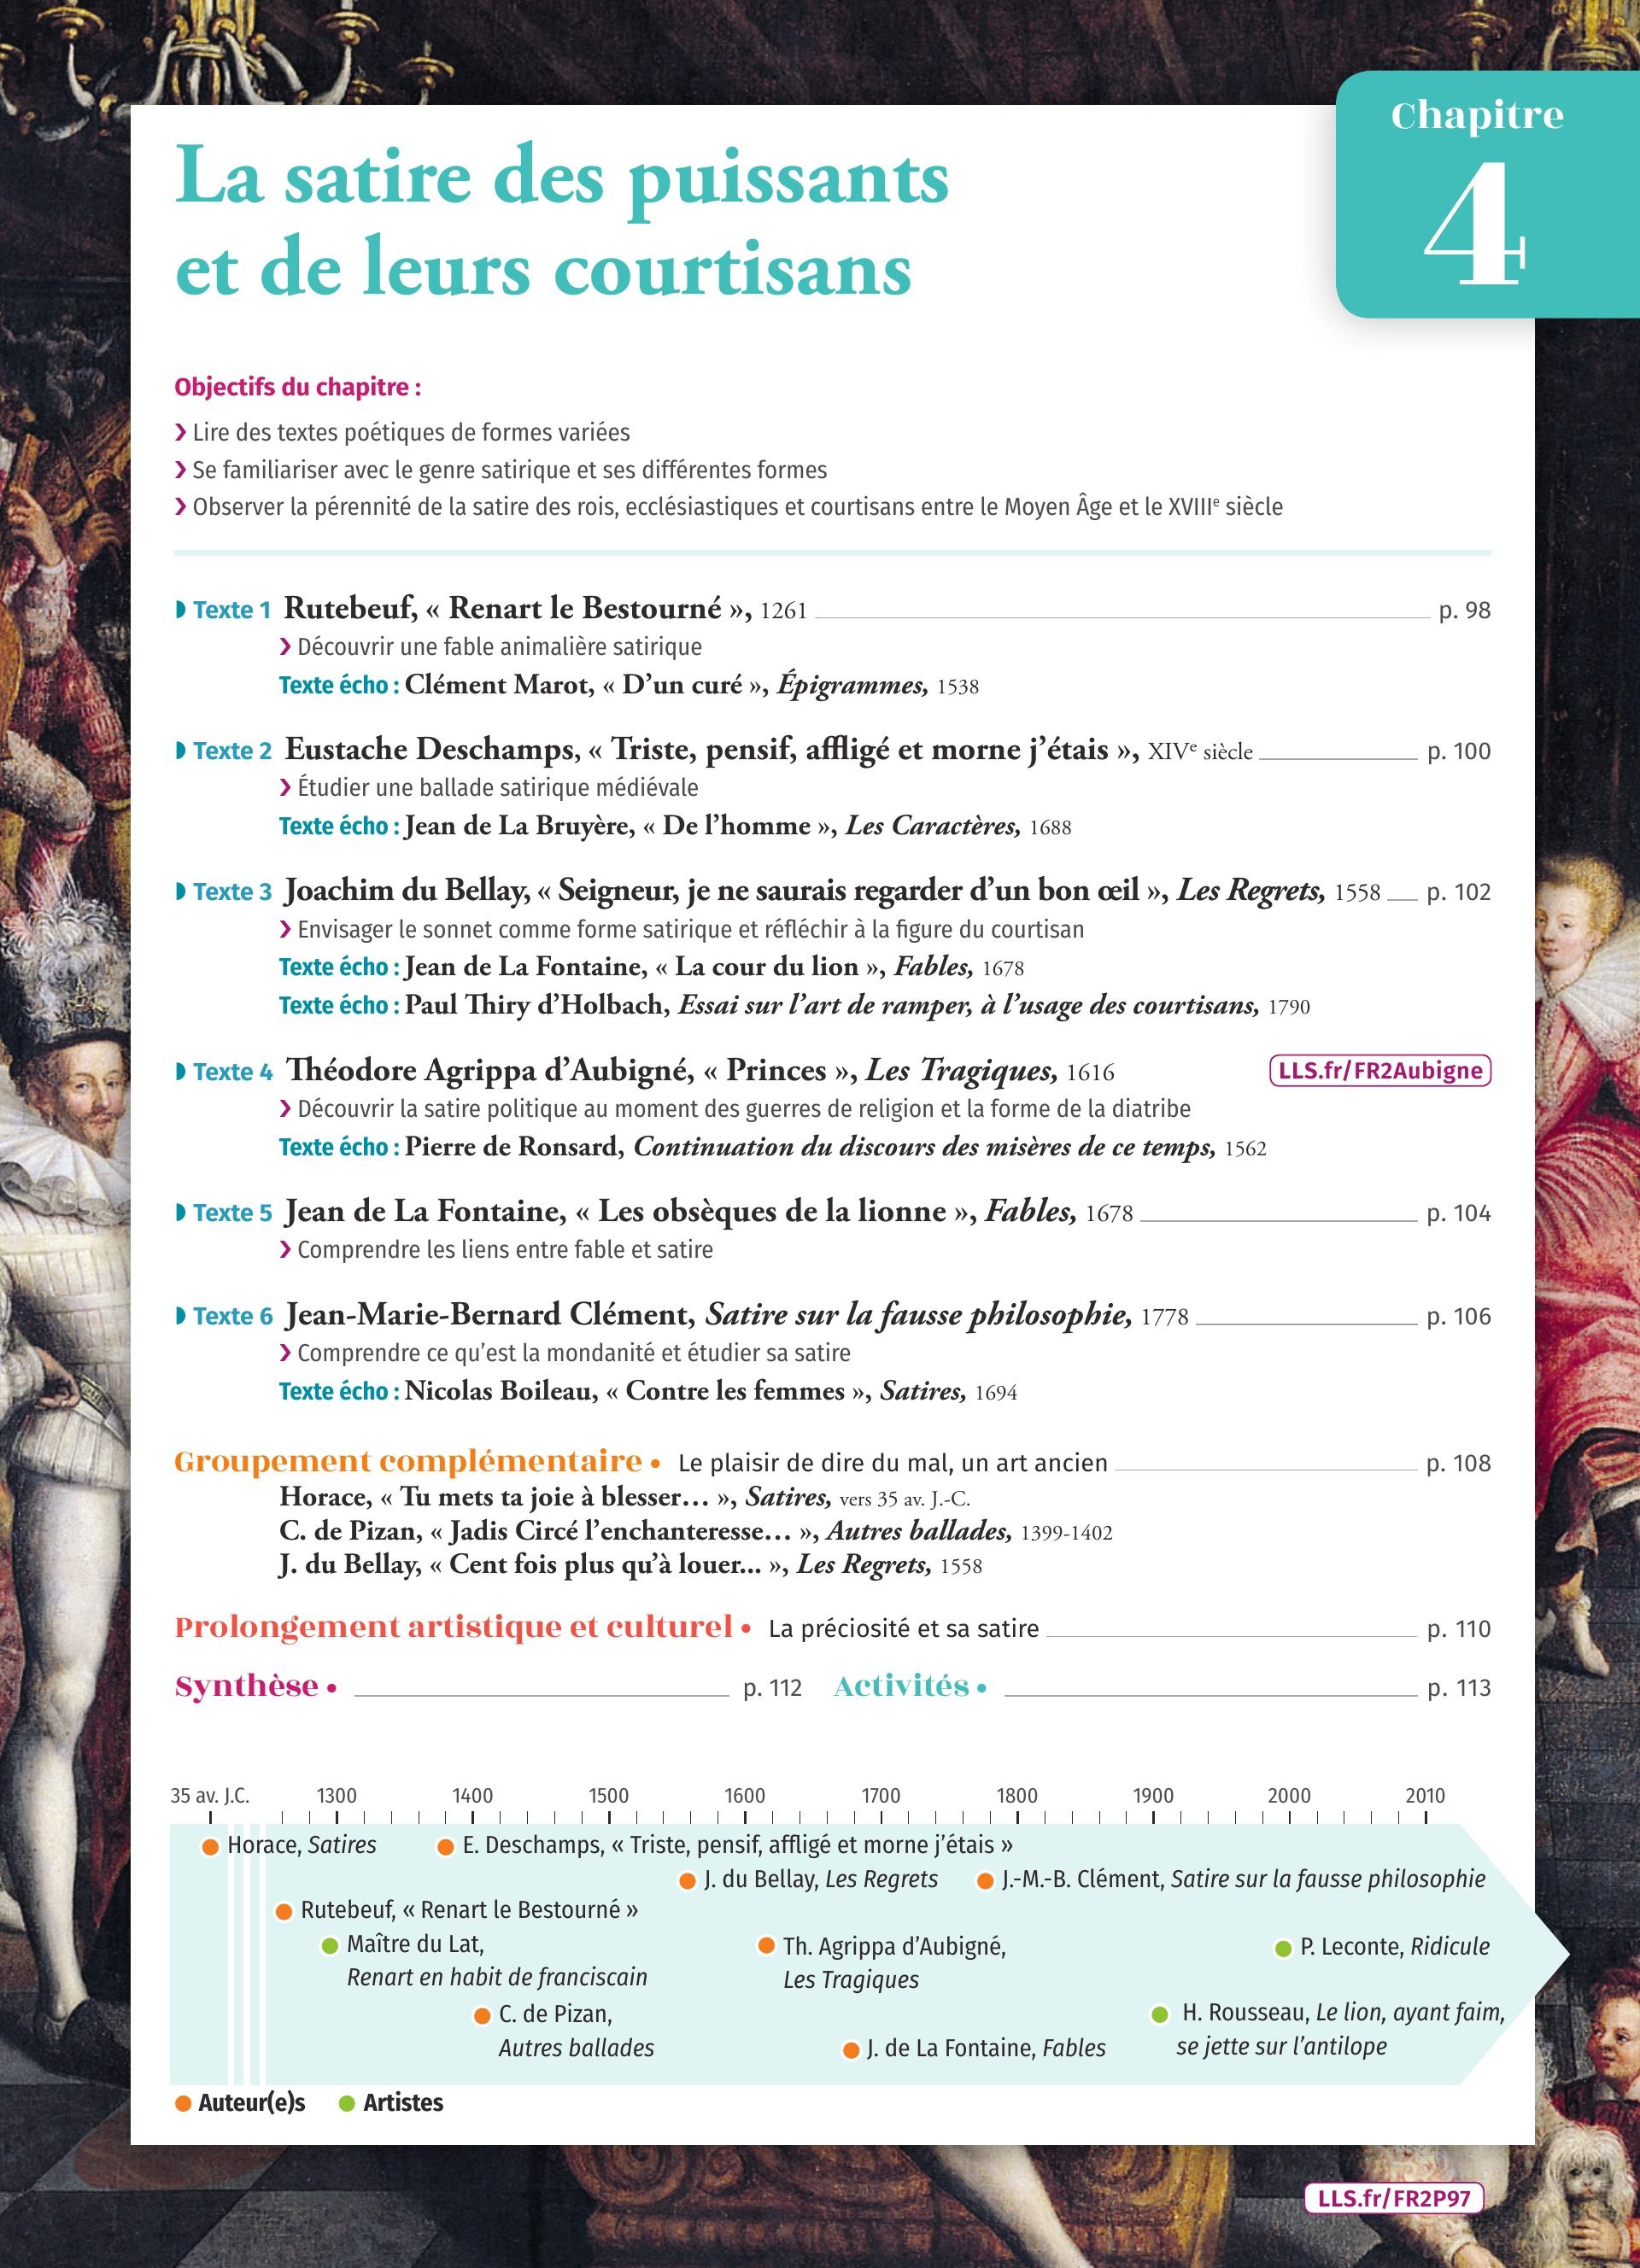 Chapitre
4
La satire des puissants
et de leurs courtisans
Objectifs du chapitre :
❯ Lire des textes poétiques de formes variées
❯ Se familiariser avec le genre satirique et ses différentes formes
❯ Observer la pérennité de la satire des rois, ecclésiastiques et courtisans entre le Moyen Âge et le XVIIIe siècle
Texte 1 Rutebeuf, « Renart le Bestourné », 1261 p. 98
❯ Découvrir une fable animalière satirique
Texte écho : Clément Marot, « D’un curé », Épigrammes, 1538
Texte 2 Eustache Deschamps, « Triste, pensif, affligé et morne j’étais », XIVe siècle p. 100
❯ Étudier une ballade satirique médiévale
Texte écho : Jean de La Bruyère, « De l’homme », Les Caractères, 1688
Texte 3 Joachim du Bellay, « Seigneur, je ne saurais regarder d’un bon œil », Les Regrets, 1558 p. 102
❯ Envisager le sonnet comme forme satirique et réfléchir à la figure du courtisan
Texte écho : Jean de La Fontaine, « La cour du lion », Fables, 1678
Texte écho : Paul Thiry d’Holbach, Essai sur l’art de ramper, à l’usage des courtisans, 1790
Texte 4 Théodore Agrippa d’Aubigné, « Princes », Les Tragiques, 1616 LLS.fr/FR2Aubigne
❯ Découvrir la satire politique au moment des guerres de religion et la forme de la diatribe
Texte écho : Pierre de Ronsard, Continuation du discours des misères de ce temps, 1562
Texte 5 Jean de La Fontaine, « Les obsèques de la lionne », Fables, 1678 p. 104
❯ Comprendre les liens entre fable et satire
Texte 6 Jean-Marie-Bernard Clément, Satire sur la fausse philosophie, 1778 p. 106
❯ Comprendre ce qu’est la mondanité et étudier sa satire
Texte écho : Nicolas Boileau, « Contre les femmes », Satires, 1694
Groupement complémentaire • Le plaisir de dire du mal, un art ancien p. 108
Horace, « Tu mets ta joie à blesser… », Satires, vers 35 av. J.-C.
C. de Pizan, « Jadis Circé l’enchanteresse… », Autres ballades, 1399-1402
J. du Bellay, « Cent fois plus qu’à louer... », Les Regrets, 1558
Prolongement artistique et culturel • La préciosité et sa satire p. 110
Synthèse • p. 112 Activités • p. 113
35 av. J.C. 1300 1400 1500 1600 1700 1800 1900 2000 2010
Horace, Satires E. Deschamps, « Triste, pensif, affligé et morne j’étais »
J. du Bellay, Les Regrets J.-M.-B. Clément, Satire sur la fausse philosophie
Rutebeuf, « Renart le Bestourné »
Maître du Lat, Th. Agrippa d’Aubigné, P. Leconte, Ridicule
Renart en habit de franciscain Les Tragiques
C. de Pizan, H. Rousseau, Le lion, ayant faim,
Autres ballades J. de La Fontaine, Fables se jette sur l’antilope
Auteur(e)s Artistes
LLS.fr/FR2P97